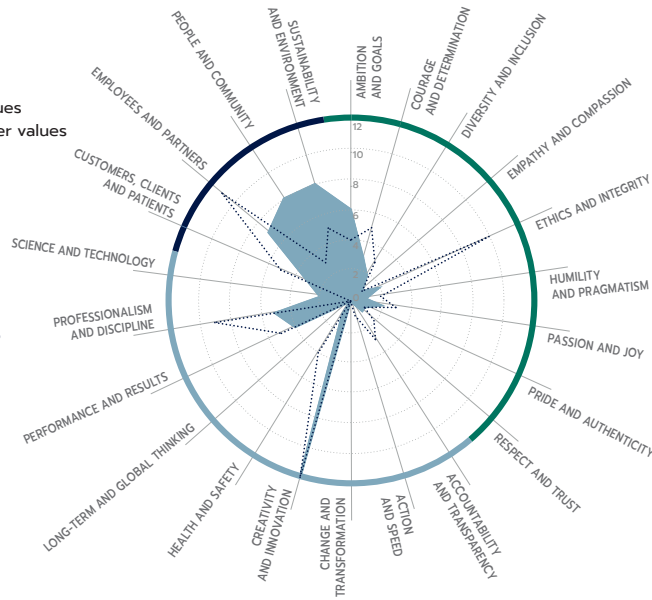 ues
er values
AMBITION
AND GOALS
COURAGE
AND DETERMINATION
DIVERSITY AND INCLUSION
EMPATHY AND COMPASSION
ETHICS AND INTEGRITY
HUMILITY
AND PRAGMATISM
PASSION AND JOY
PRIDE AND AUTHENTICITY
RESPECT AND TRUST
ACCOUNTABILITY
AND TRANSPARENCY
ACTION
AND SPEED
CHANGE AND
TRANSFORMATION
CREATIVITY
AND INNOVATION
HEALTH AND SAFETY
LONG-TERM AND GLOBAL THINKING
PERFORMANCE AND RESULTS
PROFESSIONALISM
AND DISCIPLINE
SCIENCE AND TECHNOLOGY
CUSTOMERS, CLIENTS
AND PATIENTS
EMPLOYEES AND PARTNERS
PEOPLE AND COMMUNITY
SUSTAINABILITY
AND ENVIRONMENT
12
10
8
6